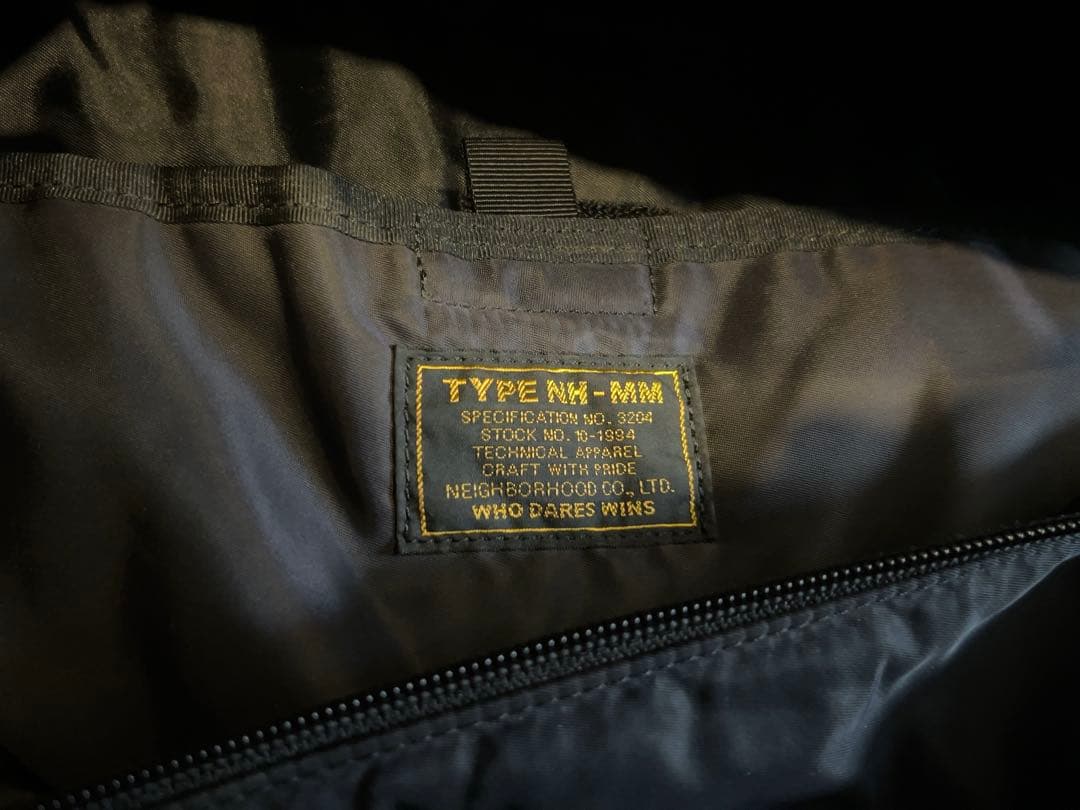 TYPE NH-MM
SPECIFICATION NO. 3204
STOCK NO. 10-1994
TECHNICAL APPAREL
CRAFT WITH PRIDE
NEIGHBORHOOD CO., LTD.
WHO DARES WINS